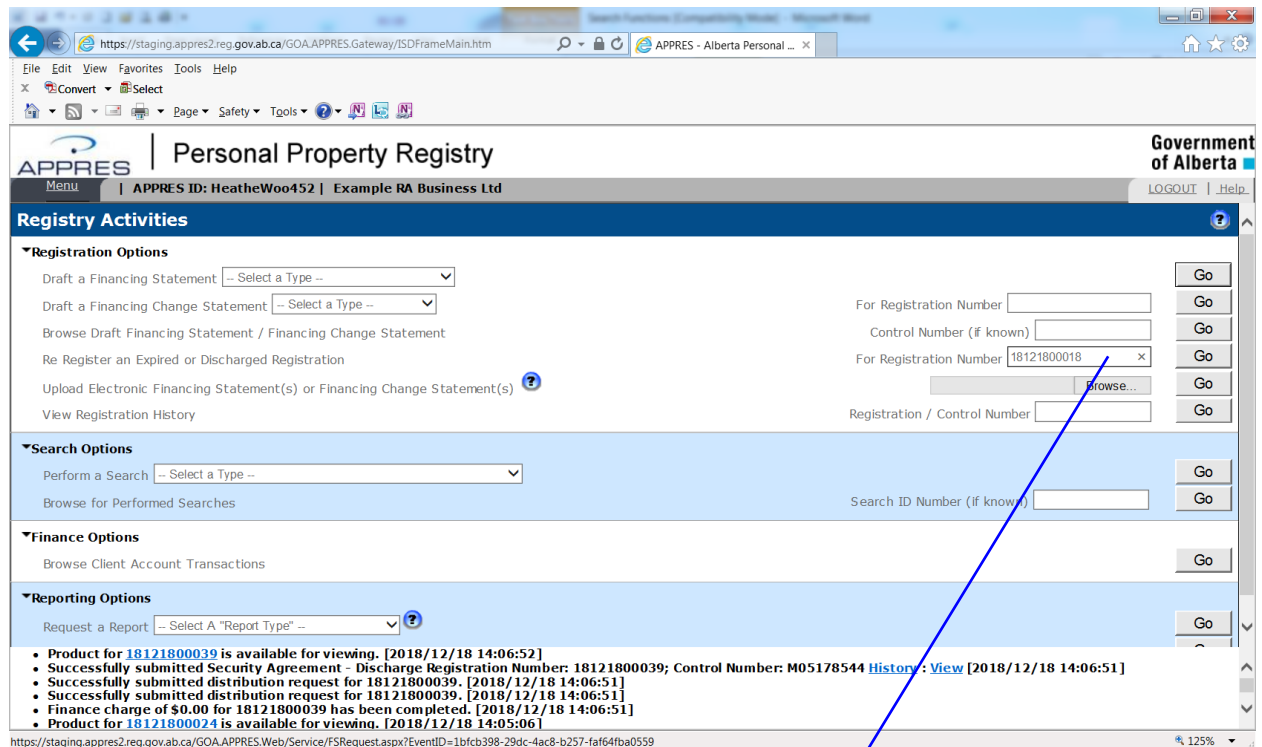 Search Functions [Compatibility Mode] - Microsoft Word
https://staging.appres2.reg.gov.ab.ca/GOA.APPRES.Gateway/ISDFrameMain.htm
APPRES - Alberta Personal ...
File Edit View Favorites Tools Help
x Convert Select
Page Safety Tools
APPRES | Personal Property Registry
Government of Alberta
Menu | APPRES ID: HeatheWoo452 | Example RA Business Ltd LOGOUT | Help
Registry Activities
Registration Options
Draft a Financing Statement -- Select a Type -- Go
Draft a Financing Change Statement -- Select a Type -- For Registration Number Go
Browse Draft Financing Statement / Financing Change Statement Control Number (if known) Go
Re Register an Expired or Discharged Registration For Registration Number 18121800018 × Go
Upload Electronic Financing Statement(s) or Financing Change Statement(s) Browse... Go
View Registration History Registration / Control Number Go
Search Options
Perform a Search -- Select a Type -- Go
Browse for Performed Searches Search ID Number (if known) Go
Finance Options
Browse Client Account Transactions Go
Reporting Options
Request a Report -- Select A "Report Type" -- Go
• Product for 18121800039 is available for viewing. [2018/12/18 14:06:52]
• Successfully submitted Security Agreement - Discharge Registration Number: 18121800039; Control Number: M05178544 History : View [2018/12/18 14:06:51]
• Successfully submitted distribution request for 18121800039. [2018/12/18 14:06:51]
• Successfully submitted distribution request for 18121800039. [2018/12/18 14:06:51]
• Finance charge of $0.00 for 18121800039 has been completed. [2018/12/18 14:06:51]
• Product for 18121800024 is available for viewing. [2018/12/18 14:05:06]
https://staging.appres2.reg.gov.ab.ca/GOA.APPRES.Web/Service/FSRequest.aspx?EventID=1bfcb398-29dc-4ac8-b257-faf64fba0559 125%